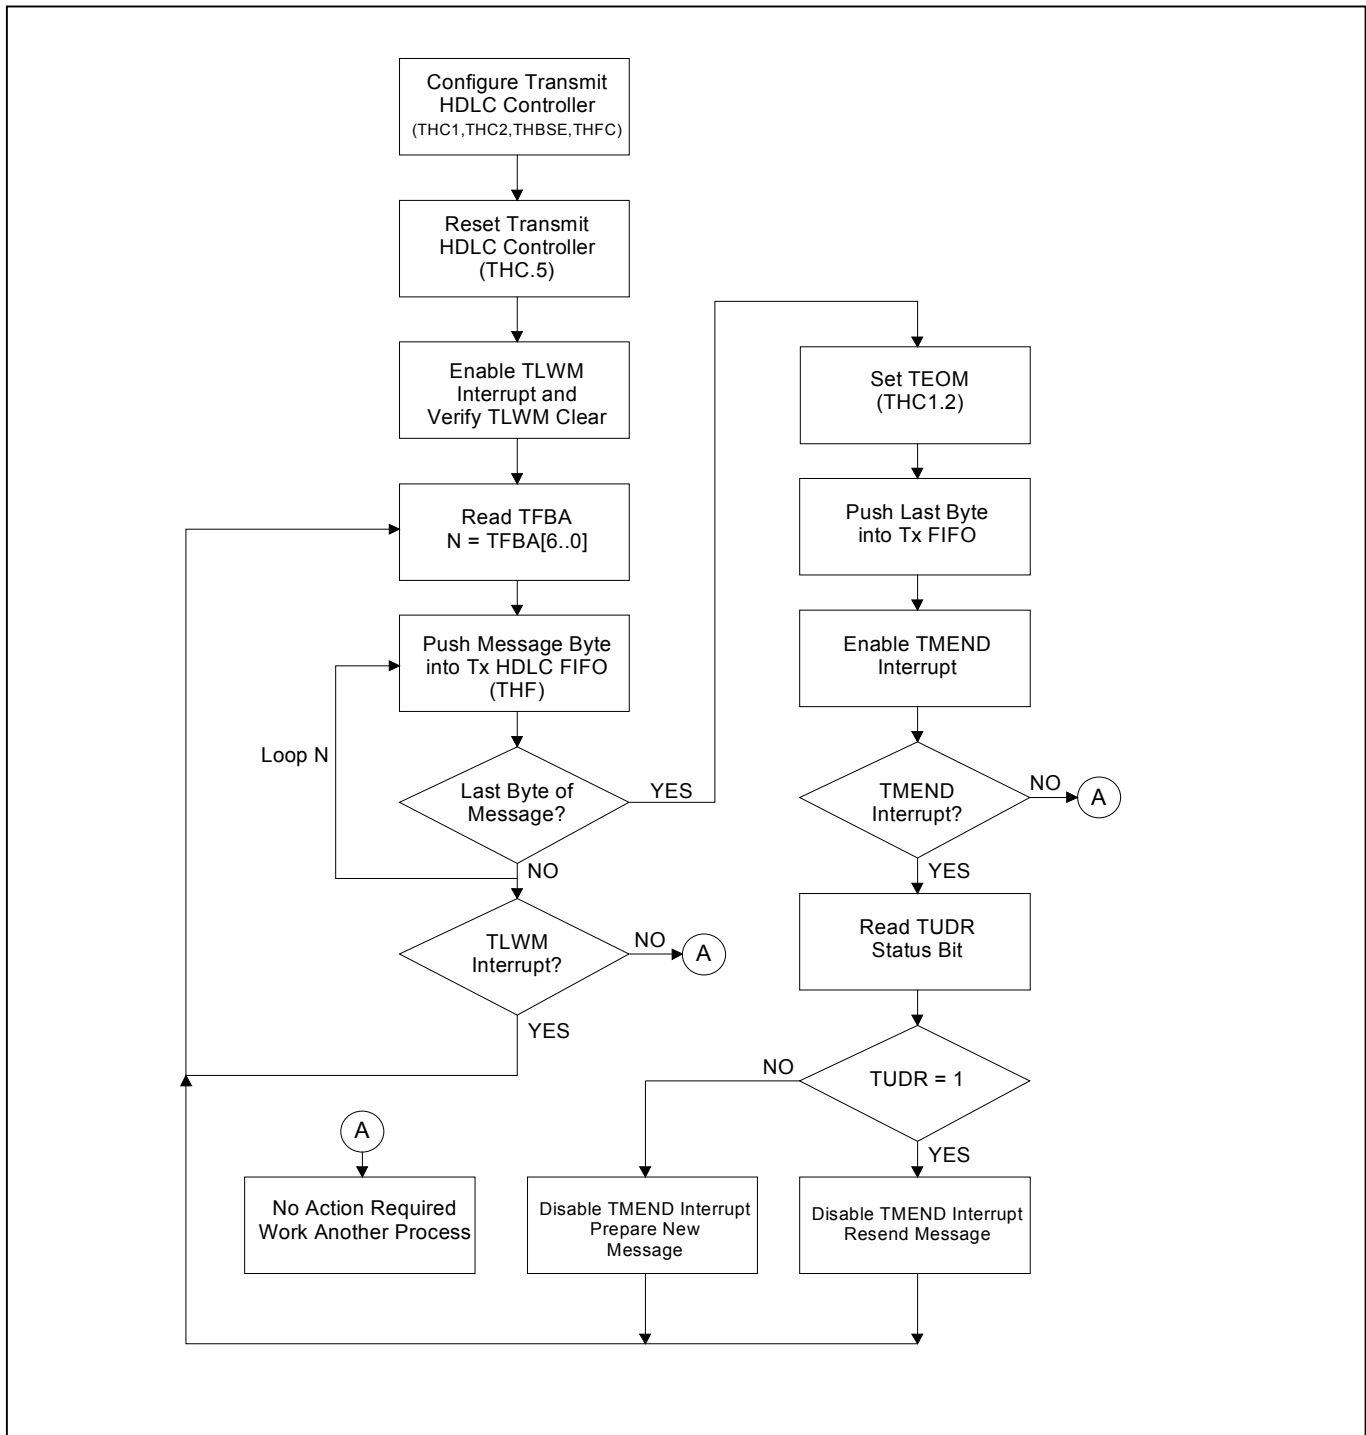 Configure Transmit
HDLC Controller
(THC1,THC2,THBSE,THFC)
Reset Transmit
HDLC Controller
(THC.5)
Enable TLWM
Interrupt and
Verify TLWM Clear
Read TFBA
N = TFBA[6..0]
Push Message Byte
into Tx HDLC FIFO
(THF)
Loop N
Last Byte of
Message?
YES
NO
TLWM
Interrupt?
NO
A
YES
Set TEOM
(THC1.2)
Push Last Byte
into Tx FIFO
Enable TMEND
Interrupt
TMEND
Interrupt?
NO
A
YES
Read TUDR
Status Bit
TUDR = 1
NO
YES
A
No Action Required
Work Another Process
Disable TMEND Interrupt
Prepare New
Message
Disable TMEND Interrupt
Resend Message